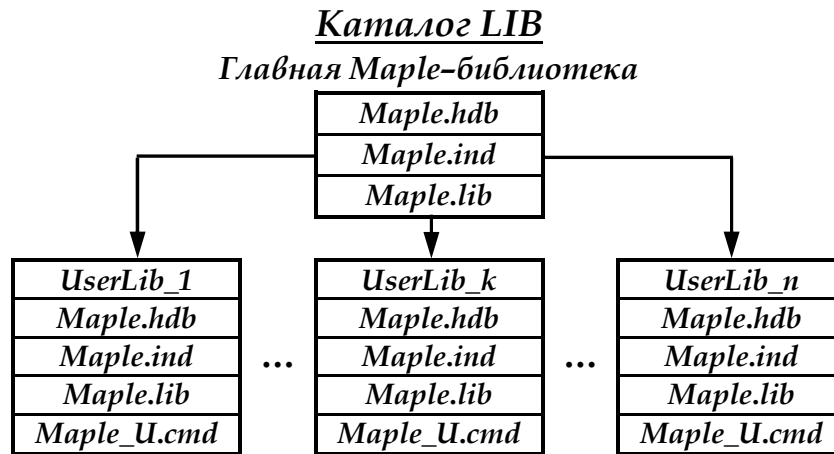 Каталог LIB
Главная Maple–библиотека
Maple.hdb
Maple.ind
Maple.lib
UserLib_1 UserLib_k UserLib_n
Maple.hdb Maple.hdb Maple.hdb
Maple.ind ... Maple.ind ... Maple.ind
Maple.lib Maple.lib Maple.lib
Maple_U.cmd Maple_U.cmd Maple_U.cmd